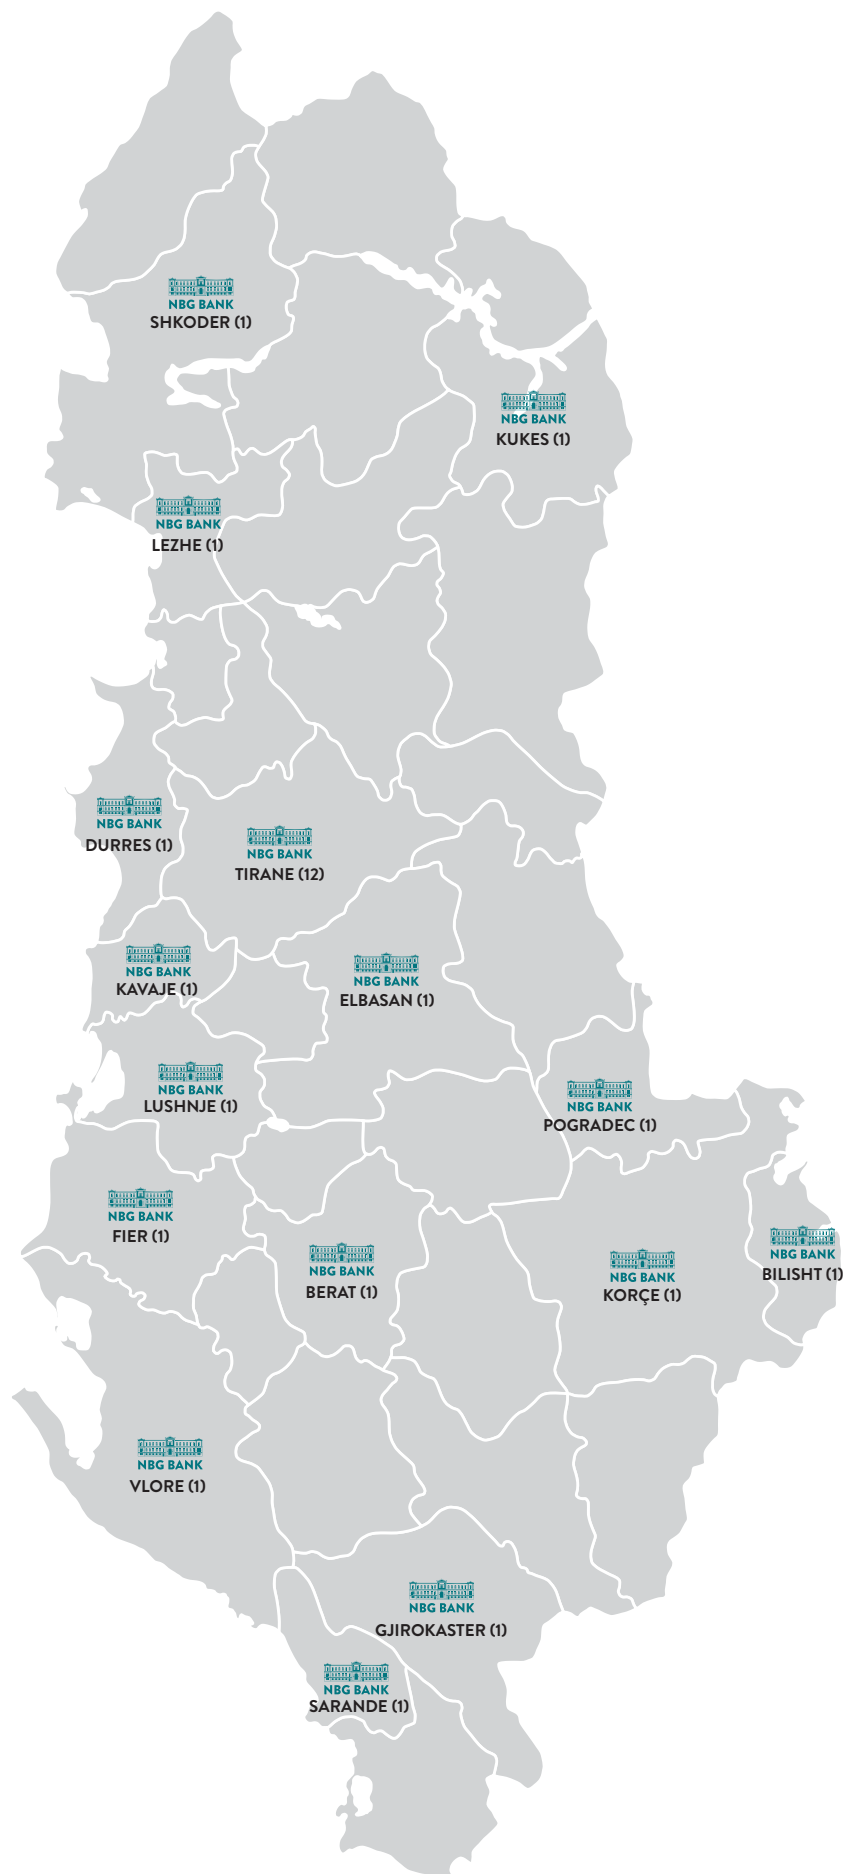 NBG BANK
SHKODER (1)
NBG BANK
KUKES (1)
NBG BANK
LEZHE (1)
NBG BANK
DURRES (1)
NBG BANK
TIRANE (12)
NBG BANK
KAVAJE (1)
NBG BANK
ELBASAN (1)
NBG BANK
LUSHNJE (1)
NBG BANK
POGRADEC (1)
NBG BANK
FIER (1)
NBG BANK
BERAT (1)
NBG BANK
KORÇE (1)
NBG BANK
BILISHT (1)
NBG BANK
VLORE (1)
NBG BANK
GJIROKASTER (1)
NBG BANK
SARANDE (1)